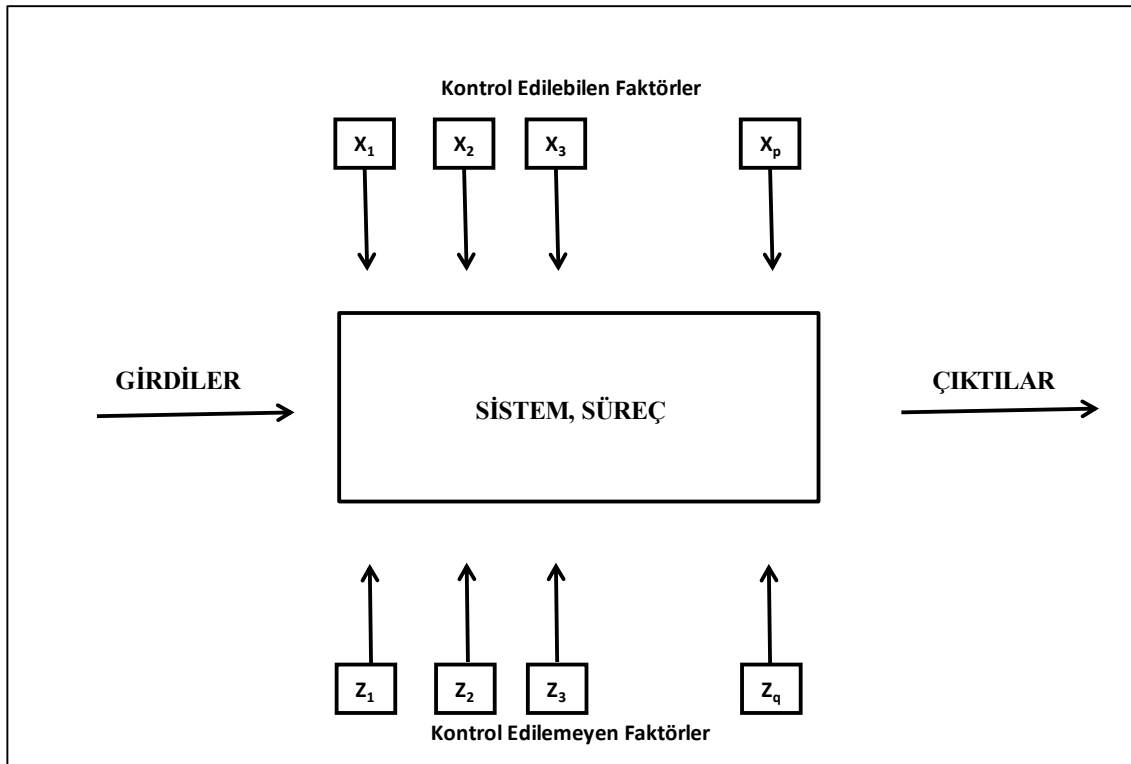 Kontrol Edilebilen Faktörler
X₁ X₂ X₃ Xₚ
GİRDİLER
SİSTEM, SÜREÇ
ÇIKTILAR
Z₁ Z₂ Z₃ Z_q
Kontrol Edilemeyen Faktörler